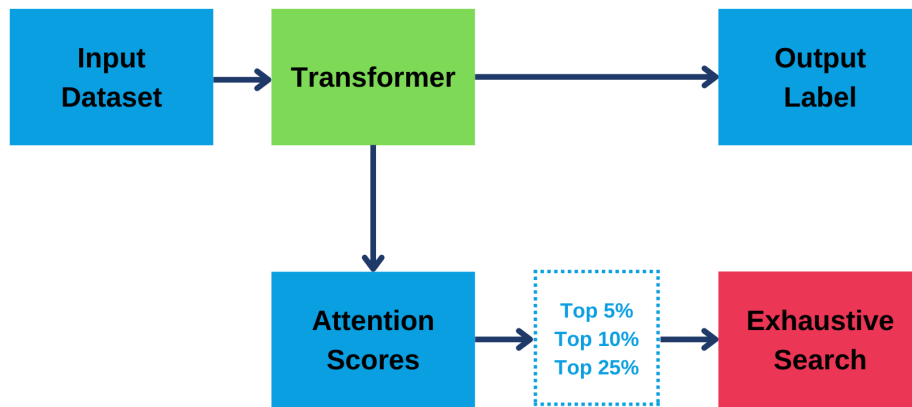 Input
Dataset
Transformer
Output
Label
Attention
Scores
Top 5%
Top 10%
Top 25%
Exhaustive
Search